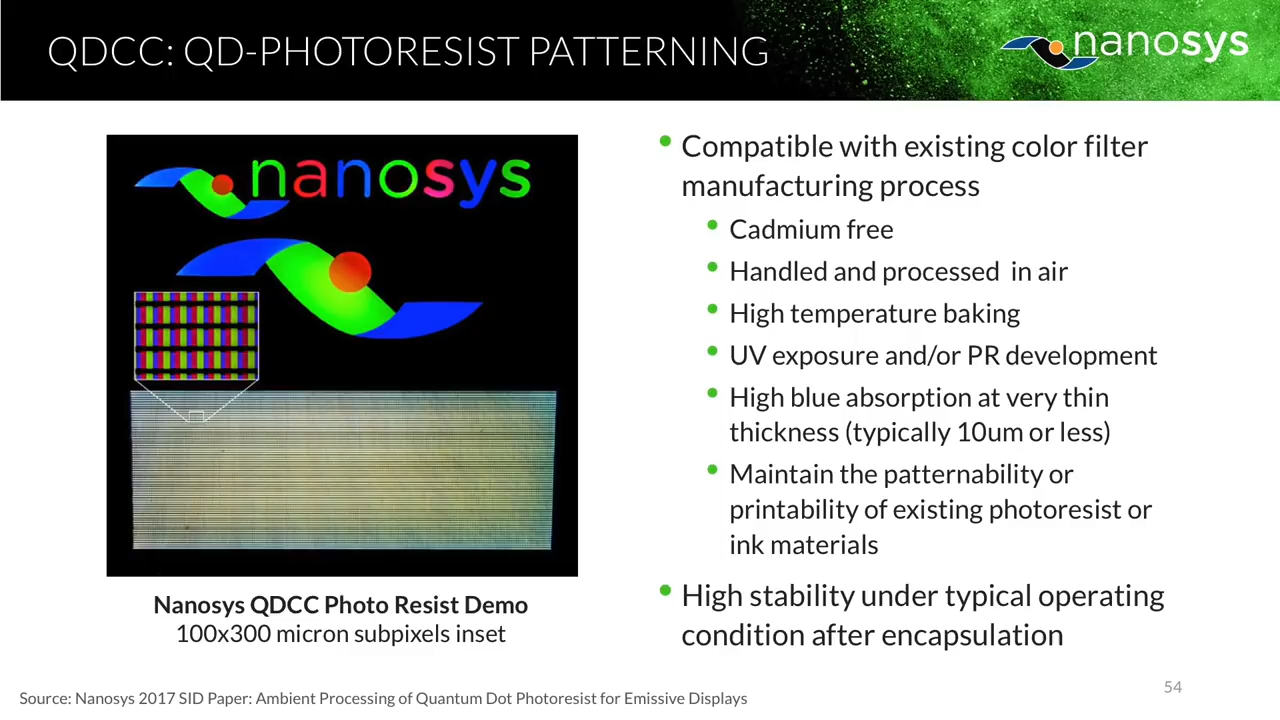 QDCC: QD-PHOTORESIST PATTERNING
nanosys
nanosys
Nanosys QDCC Photo Resist Demo
100x300 micron subpixels inset
• Compatible with existing color filter
manufacturing process
• Cadmium free
• Handled and processed in air
• High temperature baking
• UV exposure and/or PR development
• High blue absorption at very thin
thickness (typically 10um or less)
• Maintain the patternability or
printability of existing photoresist or
ink materials
• High stability under typical operating
condition after encapsulation
Source: Nanosys 2017 SID Paper: Ambient Processing of Quantum Dot Photoresist for Emissive Displays
54